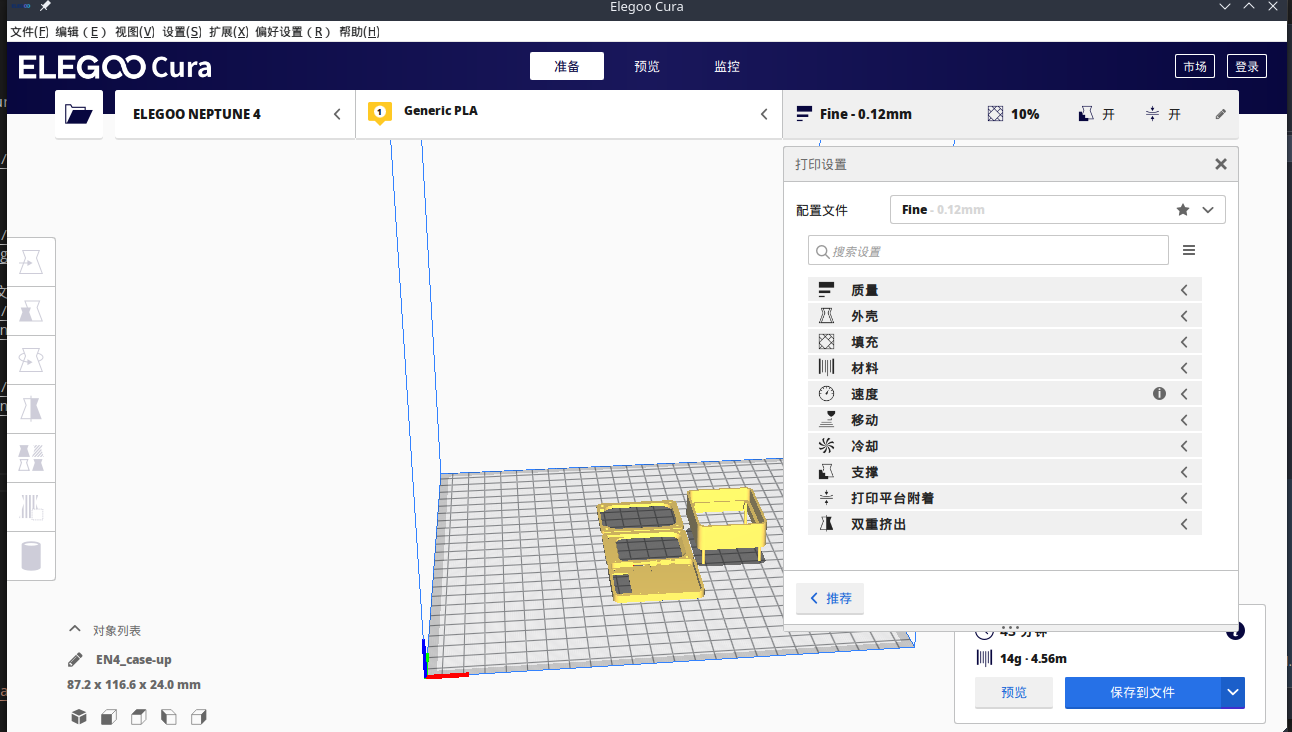 Elegoo Cura
文件(F) 编辑 ( E ) 视图(V) 设置(S) 扩展(X) 偏好设置 ( R ) 帮助(H)
ELEGOO Cura
准备 预览 监控 市场 登录
ELEGOO NEPTUNE 4
1 Generic PLA
Fine - 0.12mm 10% 开 开
打印设置
配置文件 Fine - 0.12mm
搜索设置
质量
外壳
填充
材料
速度
移动
冷却
支撑
打印平台附着
双重挤出
推荐
对象列表
EN4_case-up
87.2 x 116.6 x 24.0 mm
14g · 4.56m
预览 保存到文件